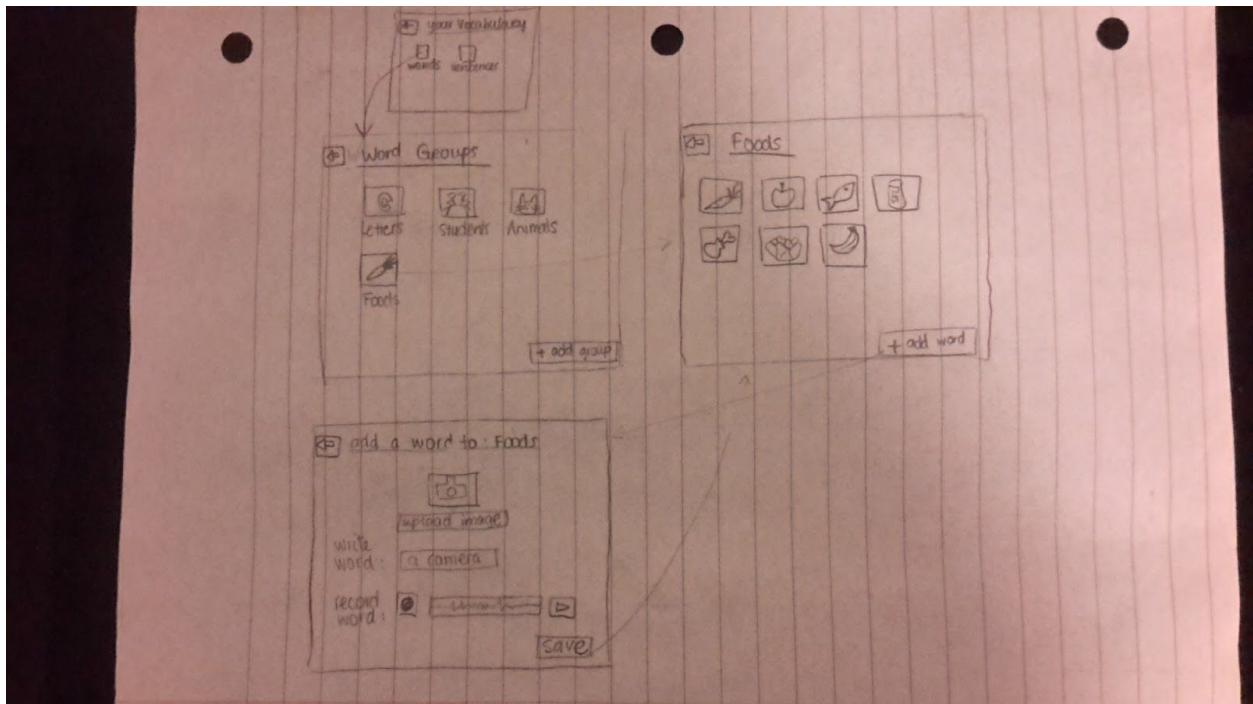 your Vocabulary
words sentences
Word Groups
Letters Students Animals
Foods
+ add group
Foods
+ add word
add a word to: Foods
upload image
write
word: a camera
record
word:
save